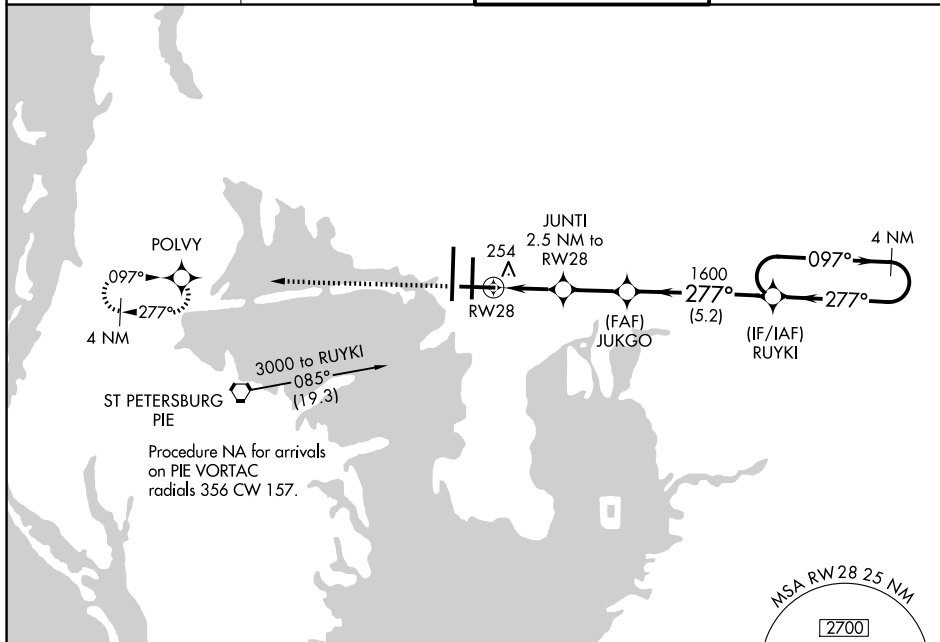 POLVY
097°
277°
4 NM
254
RW28
JUNTI
2.5 NM to
RW28
(FAF)
JUKGO
1600
277°
(5.2)
097°
4 NM
277°
(IF/IAF)
RUYKI
3000 to RUYKI
085°
(19.3)
ST PETERSBURG
PIE
Procedure NA for arrivals
on PIE VORTAC
radials 356 CW 157.
MSA RW28 25 NM
2700